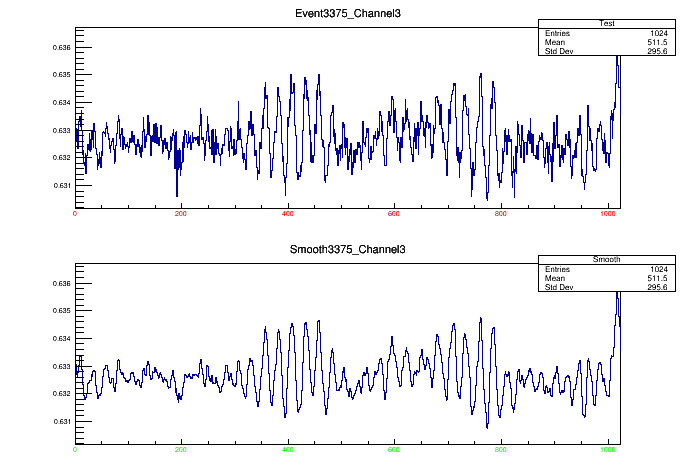 Event3375_Channel3
Test
Entries 1024
Mean 511.5
Std Dev 295.6
0.636
0.635
0.634
0.633
0.632
0.631
0 200 400 600 800 1000
Smooth3375_Channel3
Smooth
Entries 1024
Mean 511.5
Std Dev 295.6
0.636
0.635
0.634
0.633
0.632
0.631
0 200 400 600 800 1000